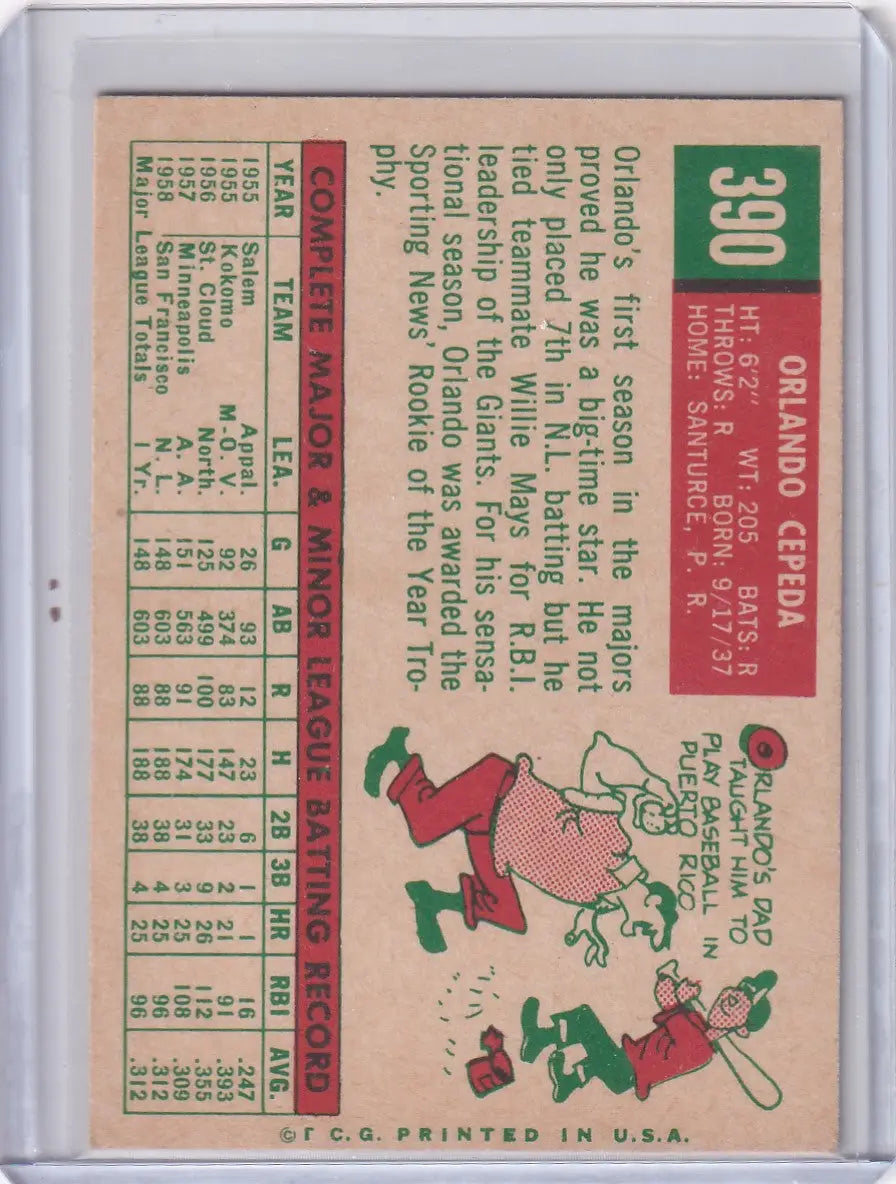 390
ORLANDO CEPEDA
HT: 6'2" WT: 205 BATS: R
THROWS: R BORN: 9/17/37
HOME: SANTURCE, P. R.
Orlando's first season in the majors
proved he was a big-time star. He not
only placed 7th in N.L. batting but he
tied teammate Willie Mays for R.B.I.
leadership of the Giants. For his sensa-
tional season, Orlando was awarded the
Sporting News' Rookie of the Year Tro-
phy.
ORLANDO'S DAD
TAUGHT HIM TO
PLAY BASEBALL IN
PUERTO RICO
COMPLETE MAJOR & MINOR LEAGUE BATTING RECORD
YEAR TEAM LEA. G AB R H 2B 3B HR RBI AVG.
1955 Salem Appal. 26 93 12 23 6 1 1 16 .247
1955 Kokomo M-O. V. 92 374 83 147 23 2 21 91 .393
1956 St. Cloud North. 125 499 100 177 33 9 26 112 .355
1957 Minneapolis A. A. 151 563 91 174 31 3 25 108 .309
1958 San Francisco N. L. 148 603 88 188 38 4 25 96 .312
Major League Totals 1 Yr. 148 603 88 188 38 4 25 96 .312
© T. C. G. PRINTED IN U.S.A.